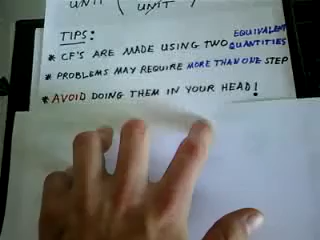 UNIT ( UNIT )
TIPS:
* CF'S ARE MADE USING TWO EQUIVALENT QUANTITIES
* PROBLEMS MAY REQUIRE MORE THAN ONE STEP
* AVOID DOING THEM IN YOUR HEAD!